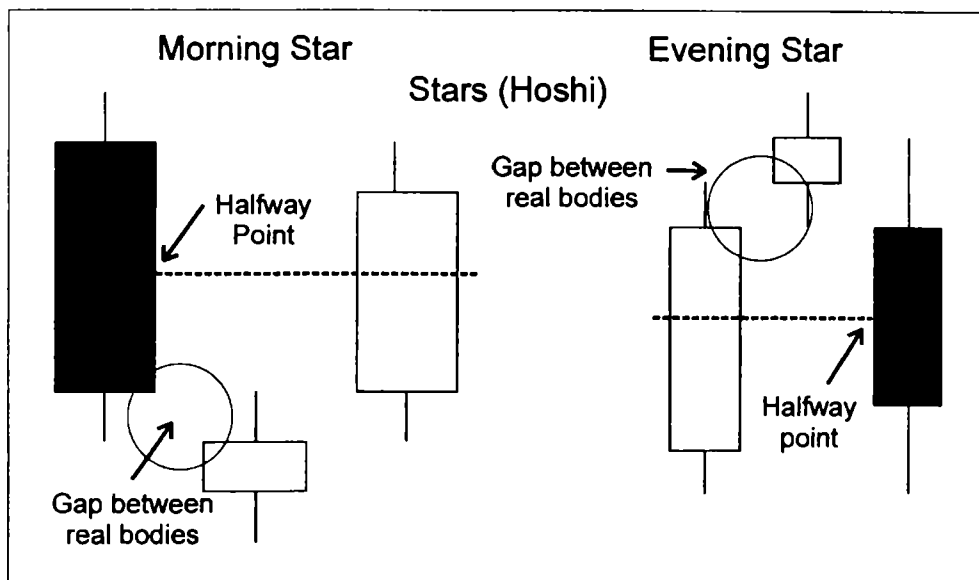 Morning Star
Evening Star
Stars (Hoshi)
Gap between
real bodies
Halfway
Point
Halfway
point
Gap between
real bodies